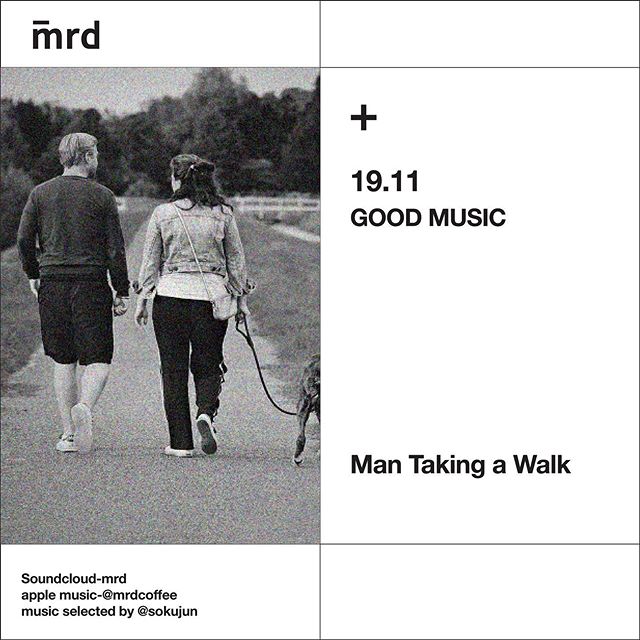 m̄rd
+
19.11
GOOD MUSIC
Man Taking a Walk
Soundcloud-mrd
apple music-@mrdcoffee
music selected by @sokujun